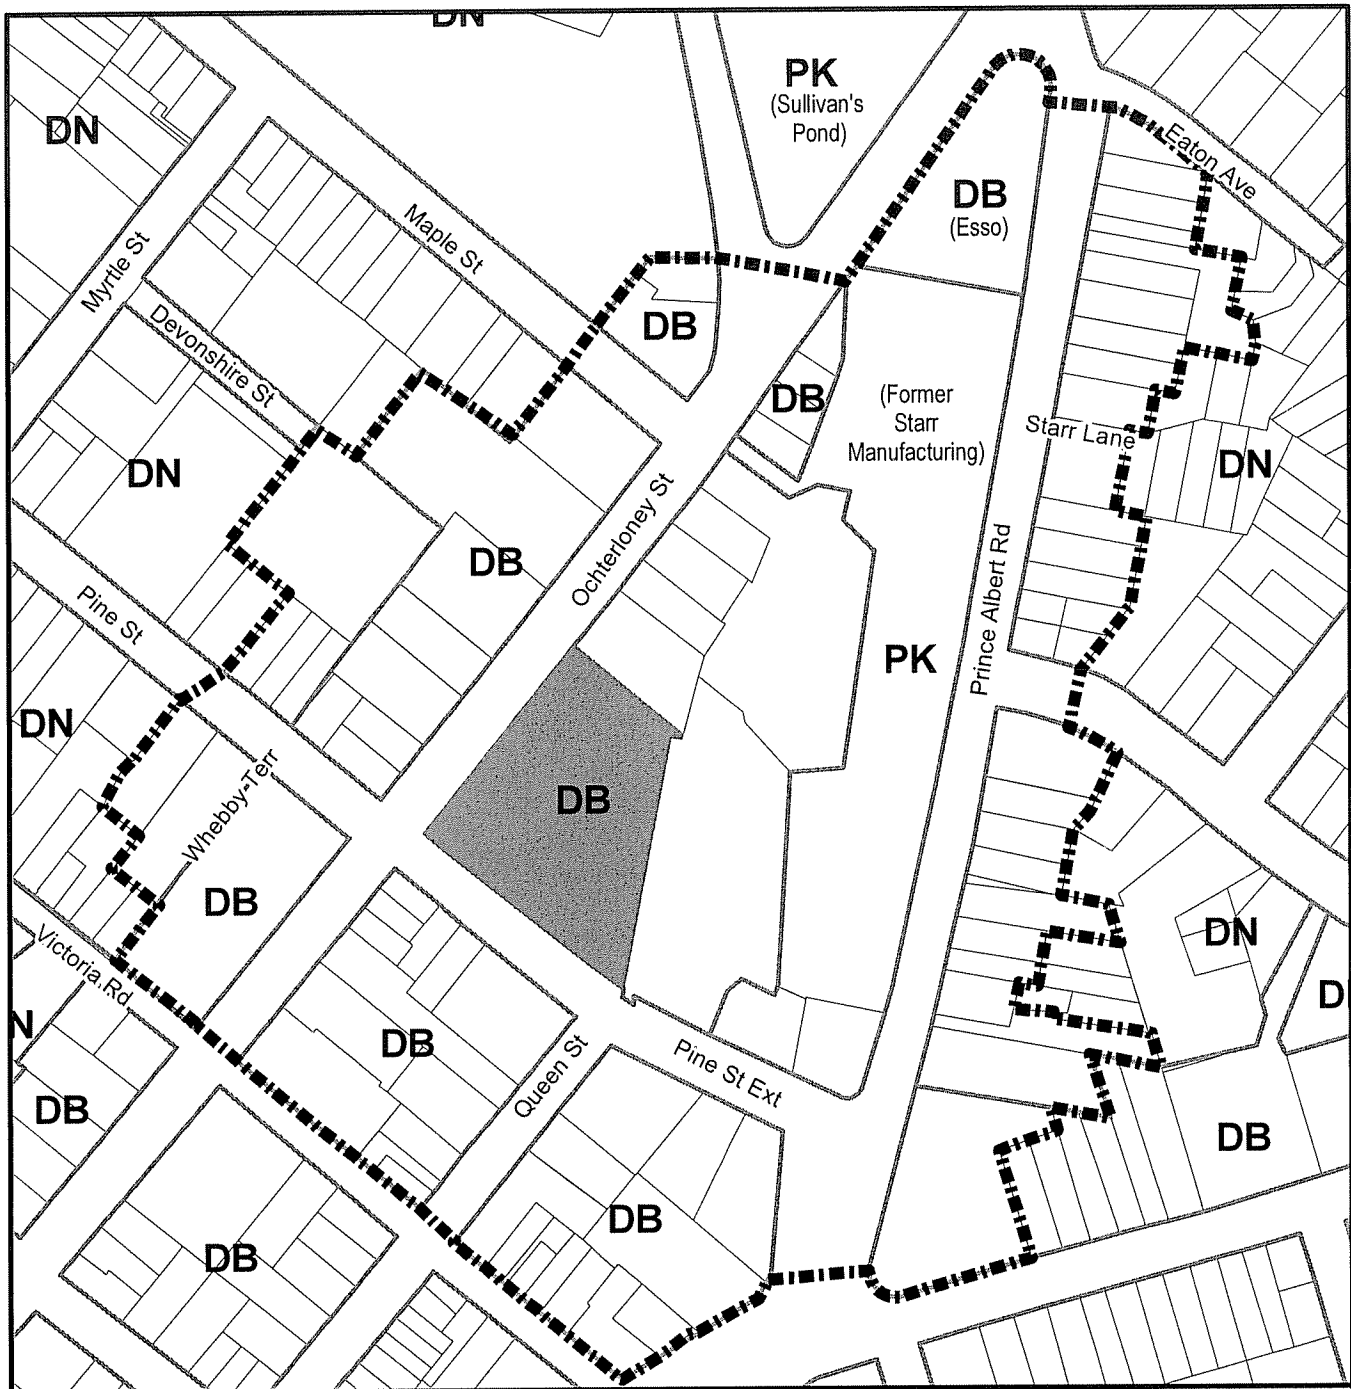 DN
PK
(Sullivan's
Pond)
DN
Eaton Ave
DB
(Esso)
Maple St
Myrtle St
DB
Devonshire St
DB
(Former
Starr
Manufacturing)
Starr Lane
DN
DN
Ochterloney St
DB
Prince Albert Rd
Pine St
PK
DN
Whebby Terr
DB
DB
Victoria Rd
DN
D
N
DB
Pine St Ext
Queen St
DB
DB
DB
DB